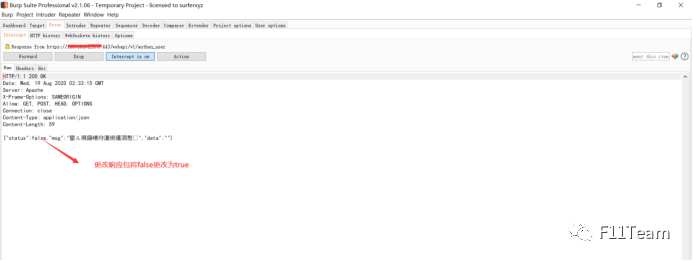 Burp Suite Professional v2.1.06 - Temporary Project - licensed to surferxyz
Burp Project Intruder Repeater Window Help
Dashboard Target Proxy Intruder Repeater Sequencer Decoder Comparer Extender Project options User options
Intercept HTTP history WebSockets history Options
Response from https:// 443/webapi/v1/
Forward Drop Intercept is on Action
Comment this item
Raw Headers Hex
HTTP/1.1 200 OK
Date: Wed, 19 Aug 2020 02:33:15 GMT
Server: Apache
X-Frame-Options: SAMEORIGIN
Allow: GET, POST, HEAD, OPTIONS
Connection: close
Content-Type: application/json
Content-Length: 59
{"status":false,"msg":" ","data":""}
更改响应包将false更改为true
F11Team